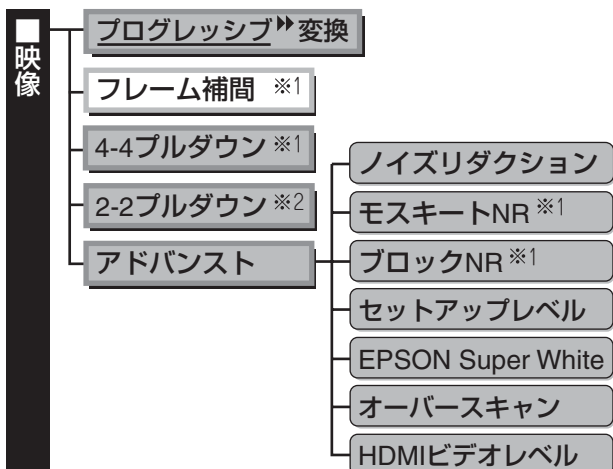 ■映像
プログレッシブ▶▶変換
フレーム補間 ※1
4-4プルダウン ※1
2-2プルダウン ※2
アドバンスト
ノイズリダクション
モスキートNR ※1
ブロックNR ※1
セットアップレベル
EPSON Super White
オーバースキャン
HDMIビデオレベル